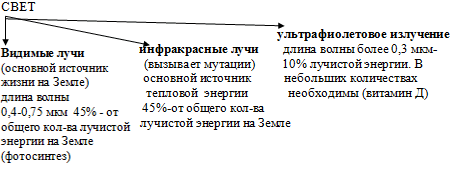 СВЕТ
Видимые лучи
(основной источник
жизни на Земле)
длина волны
0,4-0,75 мкм 45% - от
общего кол-ва лучистой
энергии на Земле
(фотосинтез)
инфракрасные лучи
(вызывает мутации)
основной источник
тепловой энергии
45%-от общего кол-ва
лучистой энергии на Земле
ультрафиолетовое излучение
длина волны более 0,3 мкм-
10% лучистой энергии. В
небольших количествах
необходимы (витамин Д)